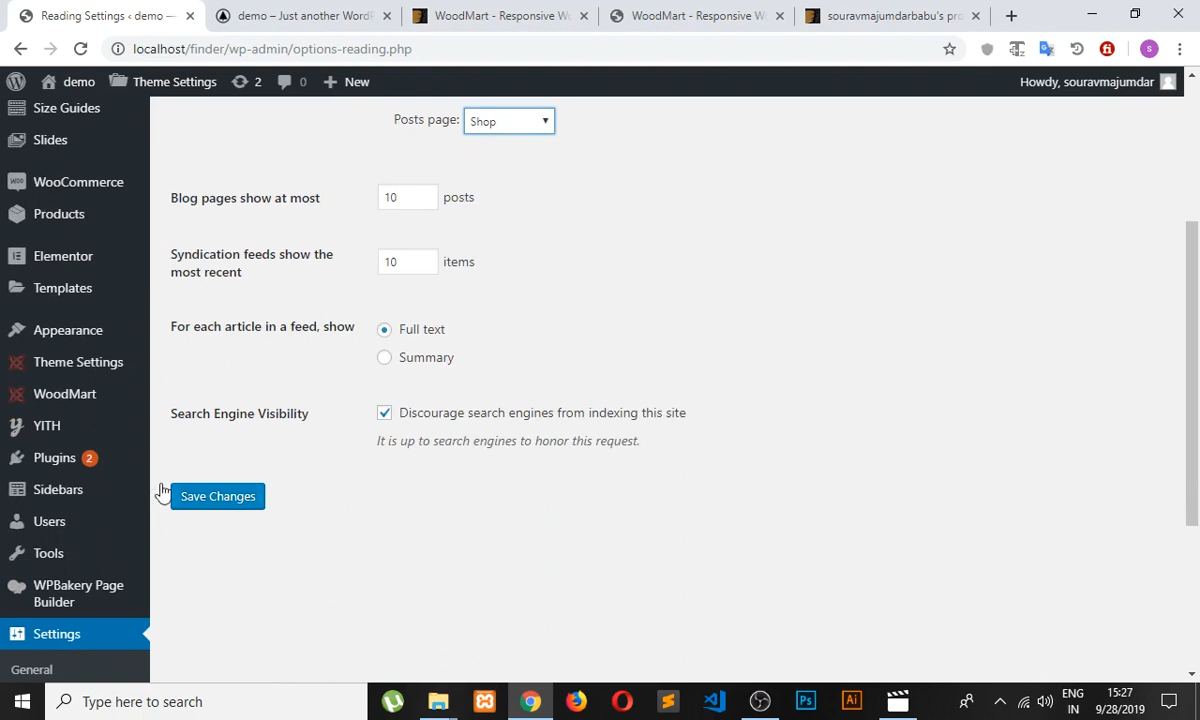 Reading Settings ‹ demo —
demo – Just another WordP
WoodMart - Responsive Wo
WoodMart - Responsive Wo
souravmajumdarbabu's pro
localhost/finder/wp-admin/options-reading.php
S
demo
Theme Settings
2
0
New
Howdy, souravmajumdar
Size Guides
Slides
WooCommerce
Products
Elementor
Templates
Appearance
Theme Settings
WoodMart
YITH
Plugins 2
Sidebars
Users
Tools
WPBakery Page
Builder
Settings
General
Posts page: Shop
Blog pages show at most 10 posts
Syndication feeds show the
most recent
10 items
For each article in a feed, show
Full text
Summary
Search Engine Visibility
Discourage search engines from indexing this site
It is up to search engines to honor this request.
Save Changes
Type here to search
Ps
Ai
ENG
IN
15:27
9/28/2019